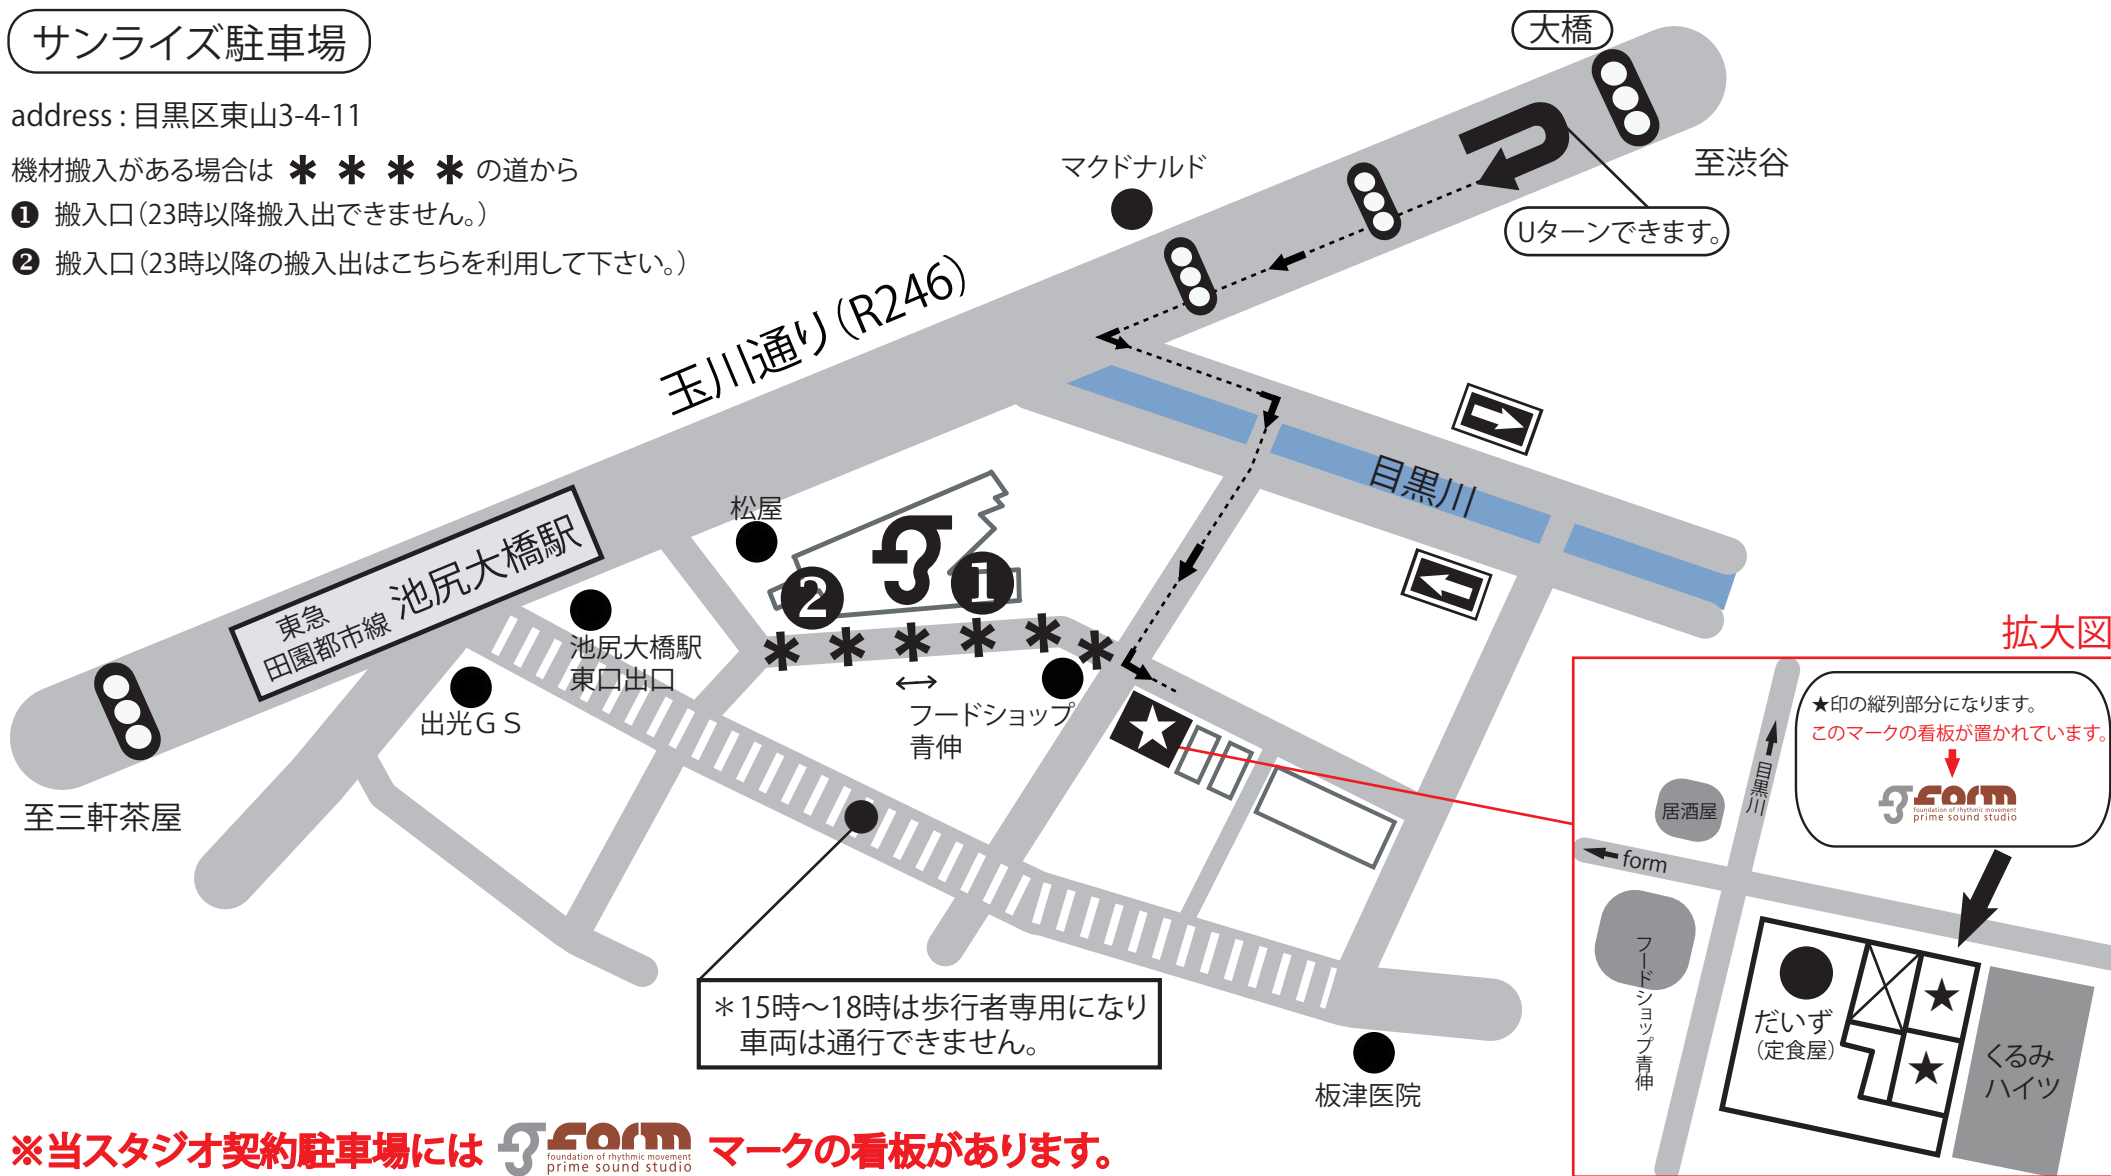 サンライズ駐車場
address : 目黒区東山3-4-11
機材搬入がある場合は ＊ ＊ ＊ ＊ の道から
❶ 搬入口（23時以降搬入出できません。）
❷ 搬入口（23時以降の搬入出はこちらを利用して下さい。）
大橋
至渋谷
Uターンできます。
マクドナルド
玉川通り（R246）
目黒川
松屋
❷
❶
東急
田園都市線
池尻大橋駅
池尻大橋駅
東口出口
出光ＧＳ
フードショップ
青伸
至三軒茶屋
＊15時～18時は歩行者専用になり
車両は通行できません。
板津医院
拡大図
★印の縦列部分になります。
このマークの看板が置かれています。
form
foundation of rhythmic movement
prime sound studio
目黒川
居酒屋
form
フードショップ青伸
だいず
（定食屋）
くるみ
ハイツ
※当スタジオ契約駐車場には form foundation of rhythmic movement prime sound studio マークの看板があります。